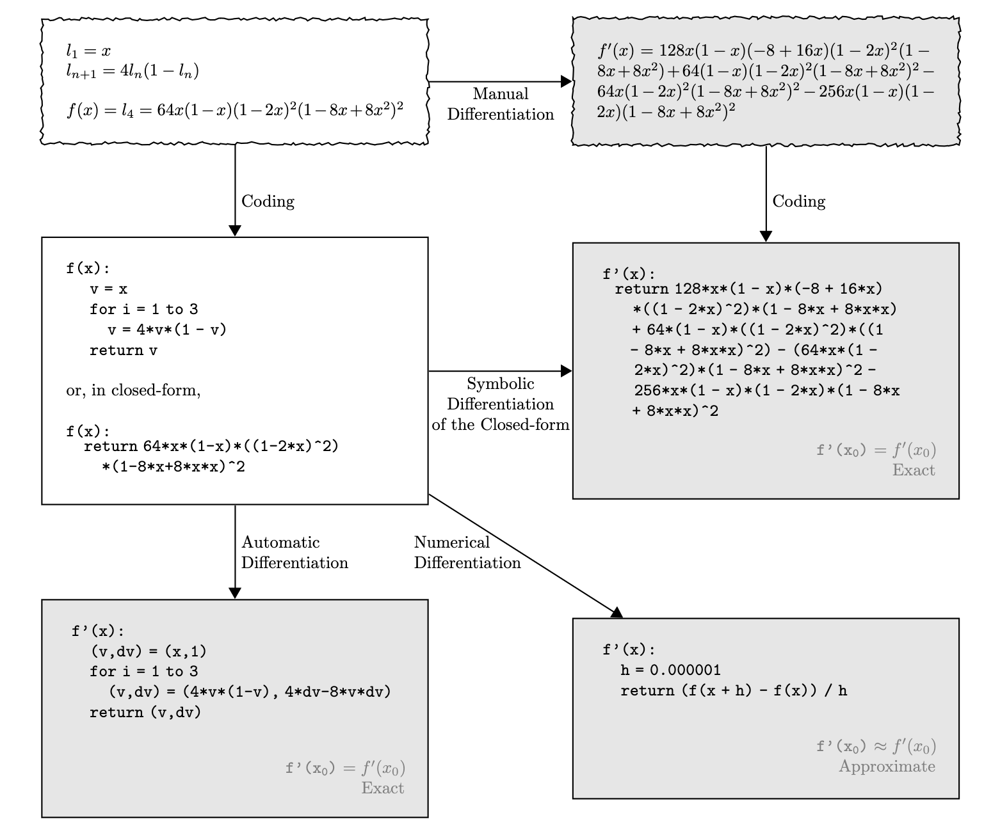 l₁ = x
lₙ₊₁ = 4lₙ(1 − lₙ)
f(x) = l₄ = 64x(1−x)(1−2x)²(1−8x+8x²)²
Manual
Differentiation
f′(x) = 128x(1 − x)(−8 + 16x)(1 − 2x)²(1 −
8x+8x²)+64(1−x)(1−2x)²(1−8x+8x²)²−
64x(1 − 2x)²(1 − 8x + 8x²)² − 256x(1 − x)(1 −
2x)(1 − 8x + 8x²)²
Coding
Coding
f(x):
v = x
for i = 1 to 3
v = 4*v*(1 - v)
return v
or, in closed-form,
f(x):
return 64*x*(1-x)*((1-2*x)^2)
*(1-8*x+8*x*x)^2
Symbolic
Differentiation
of the Closed-form
f'(x):
return 128*x*(1 - x)*(-8 + 16*x)
*((1 - 2*x)^2)*(1 - 8*x + 8*x*x)
+ 64*(1 - x)*((1 - 2*x)^2)*((1
- 8*x + 8*x*x)^2) - (64*x*(1 -
2*x)^2)*(1 - 8*x + 8*x*x)^2 -
256*x*(1 - x)*(1 - 2*x)*(1 - 8*x
+ 8*x*x)^2
f'(x₀) = f′(x₀)
Exact
Automatic
Differentiation
Numerical
Differentiation
f'(x):
(v,dv) = (x,1)
for i = 1 to 3
(v,dv) = (4*v*(1-v), 4*dv-8*v*dv)
return (v,dv)
f'(x₀) = f′(x₀)
Exact
f'(x):
h = 0.000001
return (f(x + h) - f(x)) / h
f'(x₀) ≈ f′(x₀)
Approximate